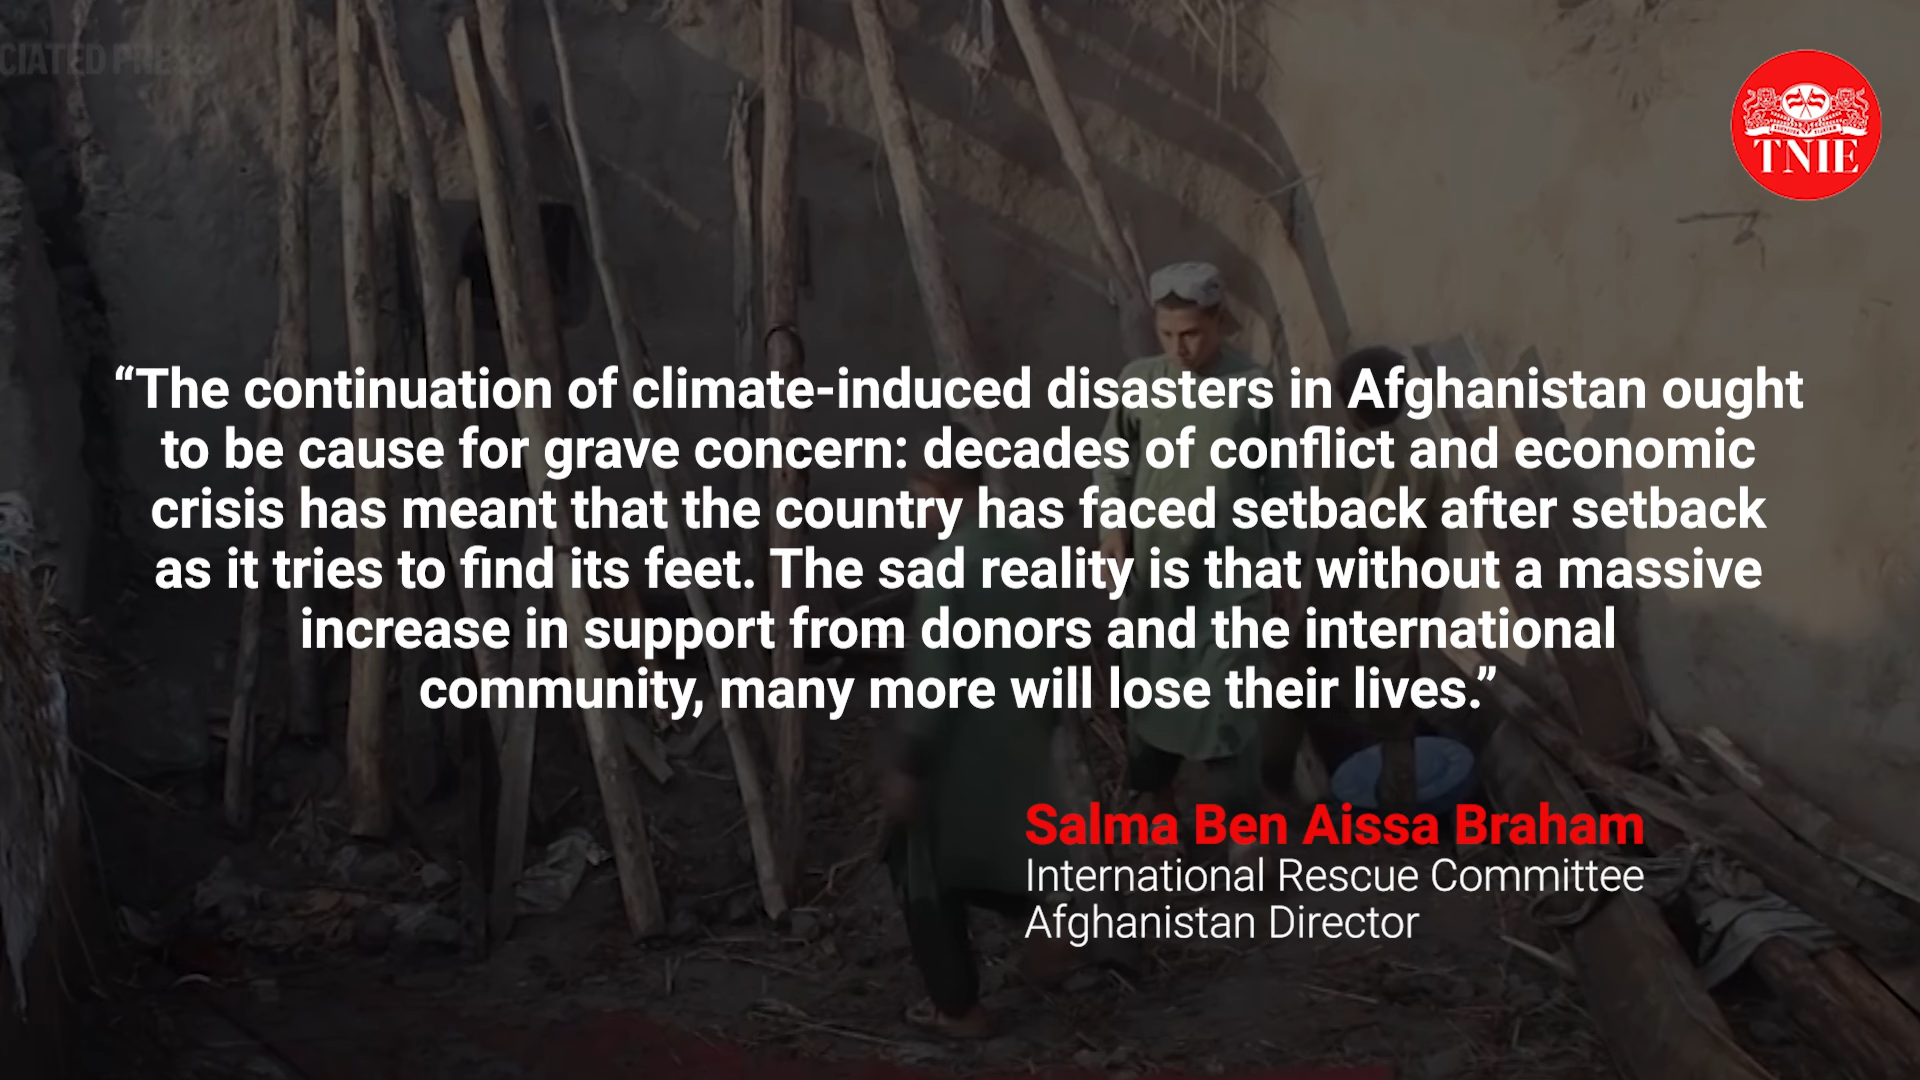 CIATED PRESS
TNIE
“The continuation of climate-induced disasters in Afghanistan ought
to be cause for grave concern: decades of conflict and economic
crisis has meant that the country has faced setback after setback
as it tries to find its feet. The sad reality is that without a massive
increase in support from donors and the international
community, many more will lose their lives.”
Salma Ben Aissa Braham
International Rescue Committee
Afghanistan Director